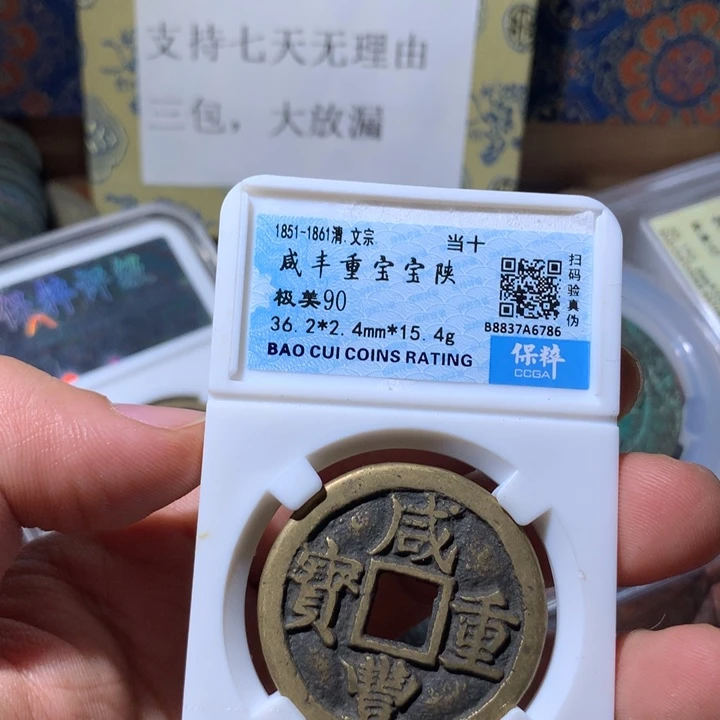 支持七天无理由
三包，大放漏
1851-1861清.文宗
当十
咸丰重宝宝陕
极美90
36.2*2.4mm*15.4g
BAO CUI COINS RATING
扫码验真伪
B8837A6786
保粹
CCGA
咸
豐
重
寶